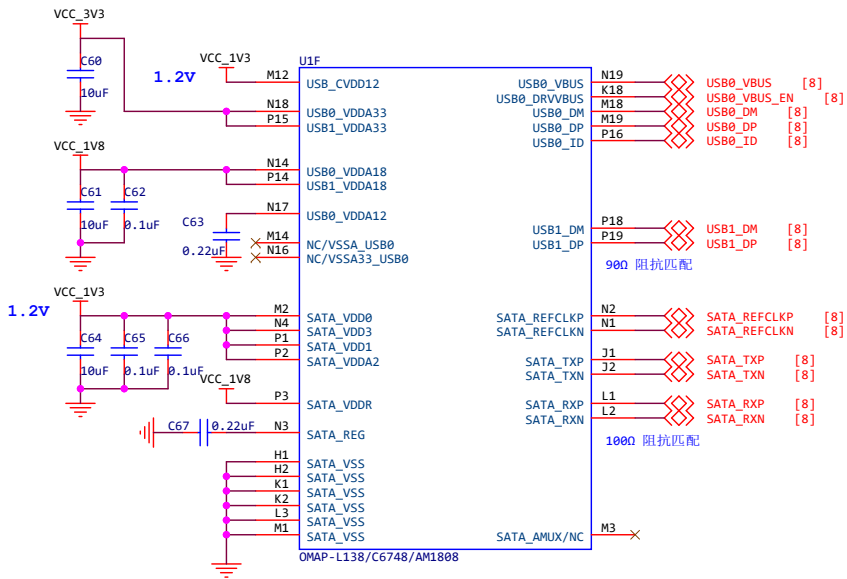 VCC_3V3
C60
10uF
1.2V
VCC_1V3
U1F
M12 USB_CVDD12
N18 USB0_VDDA33
P15 USB1_VDDA33
VCC_1V8
C61
10uF
C62
0.1uF
N14 USB0_VDDA18
P14 USB1_VDDA18
N17 USB0_VDDA12
C63
0.22uF
M14 NC/VSSA_USB0
N16 NC/VSSA33_USB0
1.2V
VCC_1V3
C64
10uF
C65
0.1uF
C66
0.1uF
M2 SATA_VDD0
N4 SATA_VDD3
P1 SATA_VDD1
P2 SATA_VDDA2
VCC_1V8
P3 SATA_VDDR
C67
0.22uF
N3 SATA_REG
H1 SATA_VSS
H2 SATA_VSS
K1 SATA_VSS
K2 SATA_VSS
L3 SATA_VSS
M1 SATA_VSS
USB0_VBUS N19 USB0_VBUS [8]
USB0_DRVVBUS K18 USB0_VBUS_EN [8]
USB0_DM M18 USB0_DM [8]
USB0_DP M19 USB0_DP [8]
USB0_ID P16 USB0_ID [8]
USB1_DM P18 USB1_DM [8]
USB1_DP P19 USB1_DP [8]
90Ω 阻抗匹配
SATA_REFCLKP N2 SATA_REFCLKP [8]
SATA_REFCLKN N1 SATA_REFCLKN [8]
SATA_TXP J1 SATA_TXP [8]
SATA_TXN J2 SATA_TXN [8]
SATA_RXP L1 SATA_RXP [8]
SATA_RXN L2 SATA_RXN [8]
100Ω 阻抗匹配
SATA_AMUX/NC M3
OMAP-L138/C6748/AM1808